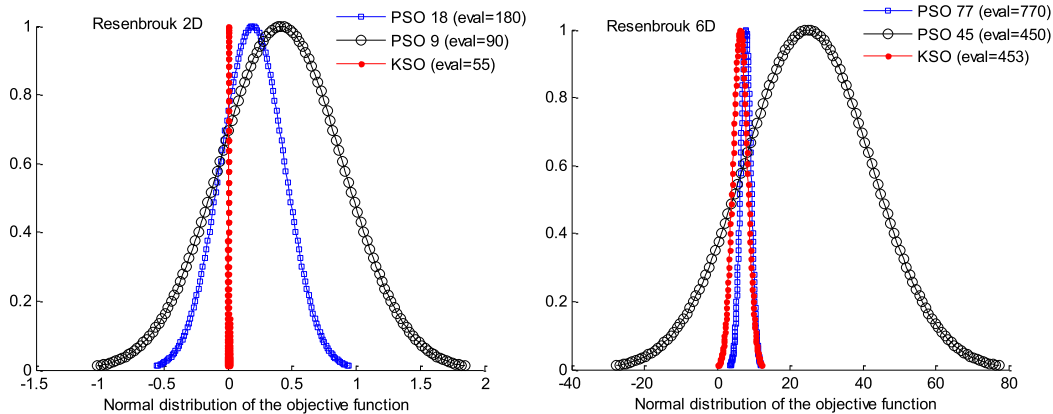 Resenbrouk 2D
PSO 18 (eval=180)
PSO 9 (eval=90)
KSO (eval=55)
1
0.8
0.6
0.4
0.2
0
-1.5 -1 -0.5 0 0.5 1 1.5 2
Normal distribution of the objective function
Resenbrouk 6D
PSO 77 (eval=770)
PSO 45 (eval=450)
KSO (eval=453)
1
0.8
0.6
0.4
0.2
0
-40 -20 0 20 40 60 80
Normal distribution of the objective function